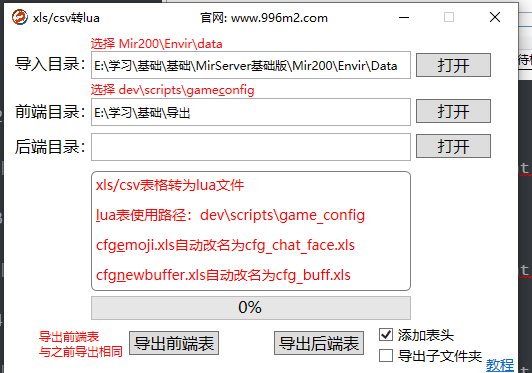 xls/csv转lua
官网: www.996m2.com
选择 Mir200\Envir\data
导入目录:
E:\学习\基础\基础\MirServer基础版\Mir200\Envir\Data
打开
选择 dev\scripts\gameconfig
前端目录:
E:\学习\基础\导出
打开
后端目录:
打开
xls/csv表格转为lua文件
lua表使用路径：dev\scripts\game_config
cfgemoji.xls自动改名为cfg_chat_face.xls
cfgnewbuffer.xls自动改名为cfg_buff.xls
0%
导出前端表
与之前导出相同
导出前端表
导出后端表
添加表头
导出子文件夹
教程